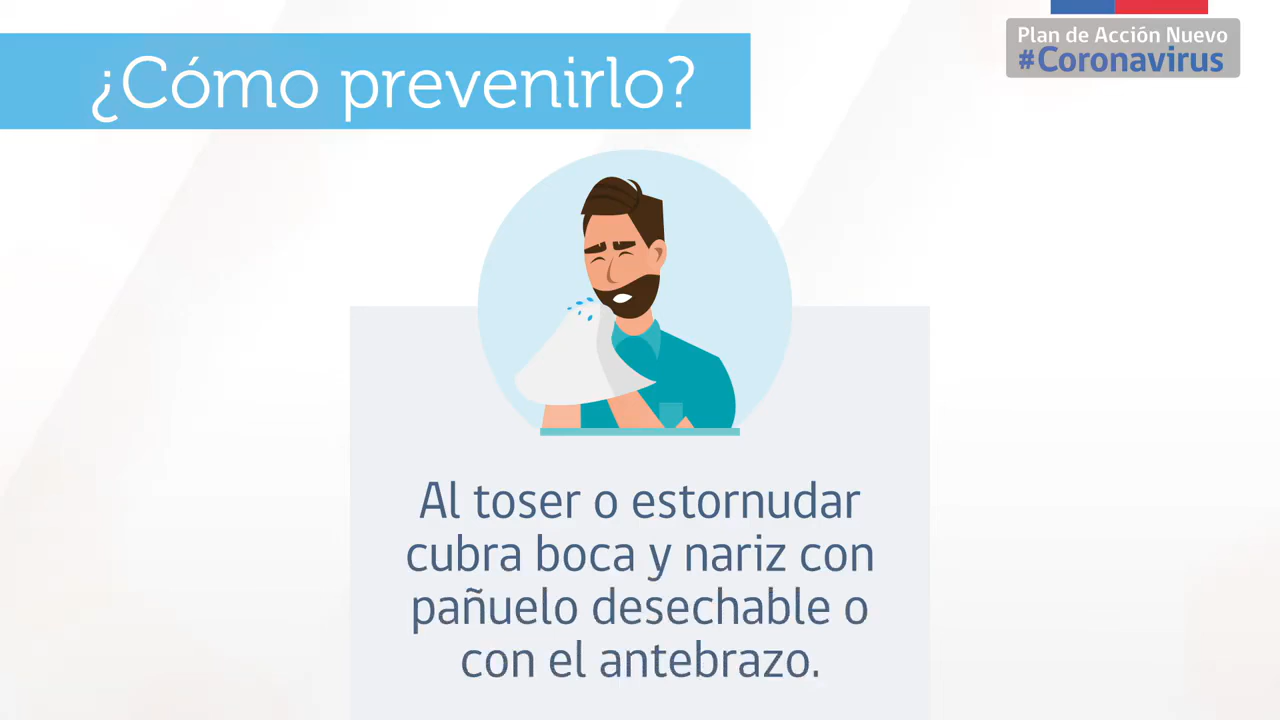 ¿Cómo prevenirlo?
Plan de Acción Nuevo
#Coronavirus
Al toser o estornudar
cubra boca y nariz con
pañuelo desechable o
con el antebrazo.